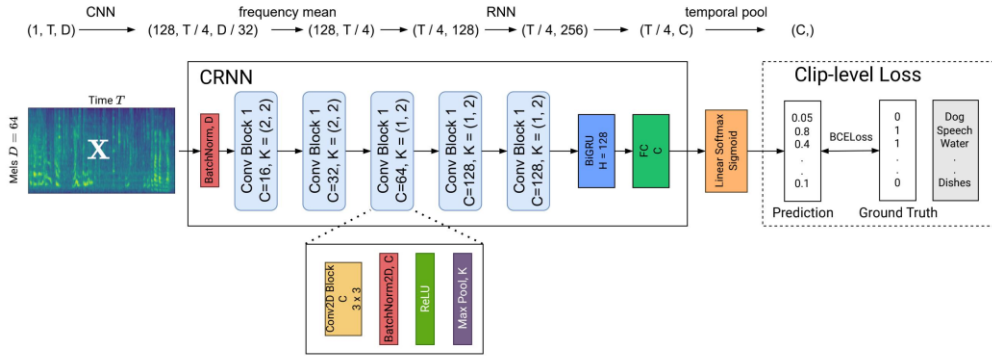 CNN frequency mean RNN temporal pool
(1, T, D) (128, T / 4, D / 32) (128, T / 4) (T / 4, 128) (T / 4, 256) (T / 4, C) (C,)
CRNN
Clip-level Loss
Time T
Mels D = 64
X
BatchNorm, D
Conv Block 1
C=16, K = (2, 2)
Conv Block 1
C=32, K = (2, 2)
Conv Block 1
C=64, K = (1, 2)
Conv Block 1
C=128, K = (1, 2)
Conv Block 1
C=128, K = (1, 2)
BiGRU
H = 128
FC
C
Linear Softmax
Sigmoid
0.05
0.8
0.4
.
.
0.1
Prediction
BCELoss
0
1
1
.
.
0
Ground Truth
Dog
Speech
Water
.
.
Dishes
Conv2D Block
C
3 x 3
BatchNorm2D, C
ReLU
Max Pool, K